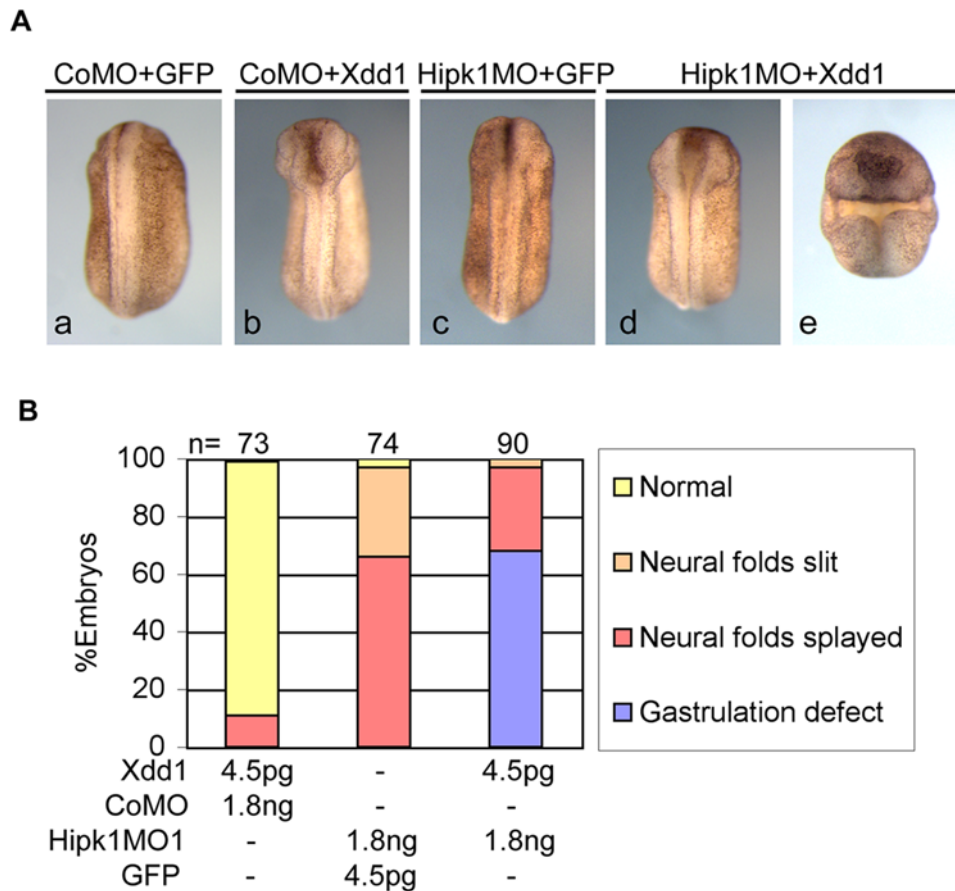 A
CoMO+GFP CoMO+Xdd1 Hipk1MO+GFP Hipk1MO+Xdd1
a b c d e
B
n= 73 74 90
100
80
60
40
20
0
%Embryos
Normal
Neural folds slit
Neural folds splayed
Gastrulation defect
Xdd1 4.5pg - 4.5pg
CoMO 1.8ng - -
Hipk1MO1 - 1.8ng 1.8ng
GFP - 4.5pg -